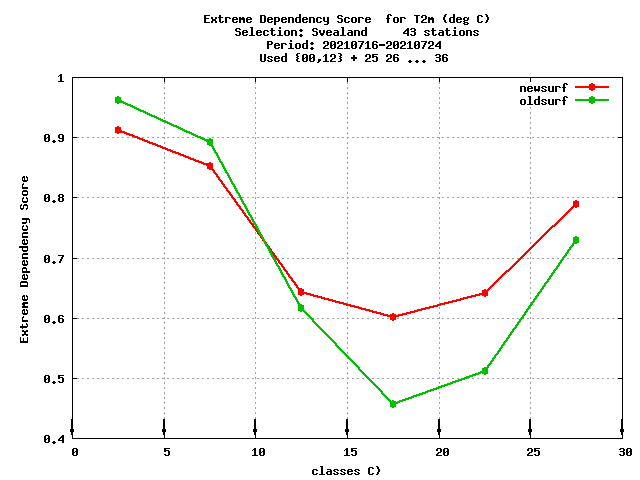 Extreme Dependency Score  for T2m (deg C)
Selection: Svealand     43 stations
Period: 20210716-20210724
Used {00,12} + 25 26 ... 36
newsurf
oldsurf
Extreme Dependency Score
1
0.9
0.8
0.7
0.6
0.5
0.4
0 5 10 15 20 25 30
classes C)